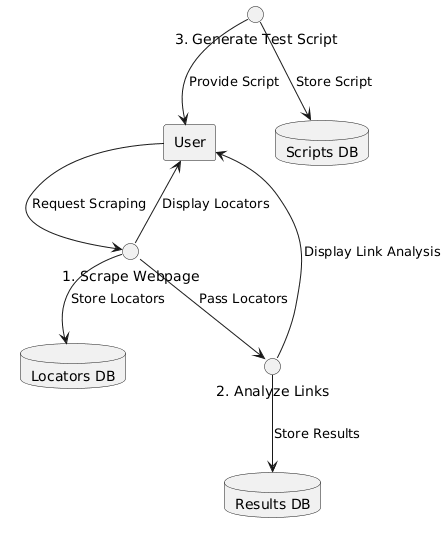 3. Generate Test Script
Provide Script
Store Script
User
Scripts DB
Request Scraping
Display Locators
Display Link Analysis
1. Scrape Webpage
Store Locators
Pass Locators
Locators DB
2. Analyze Links
Store Results
Results DB